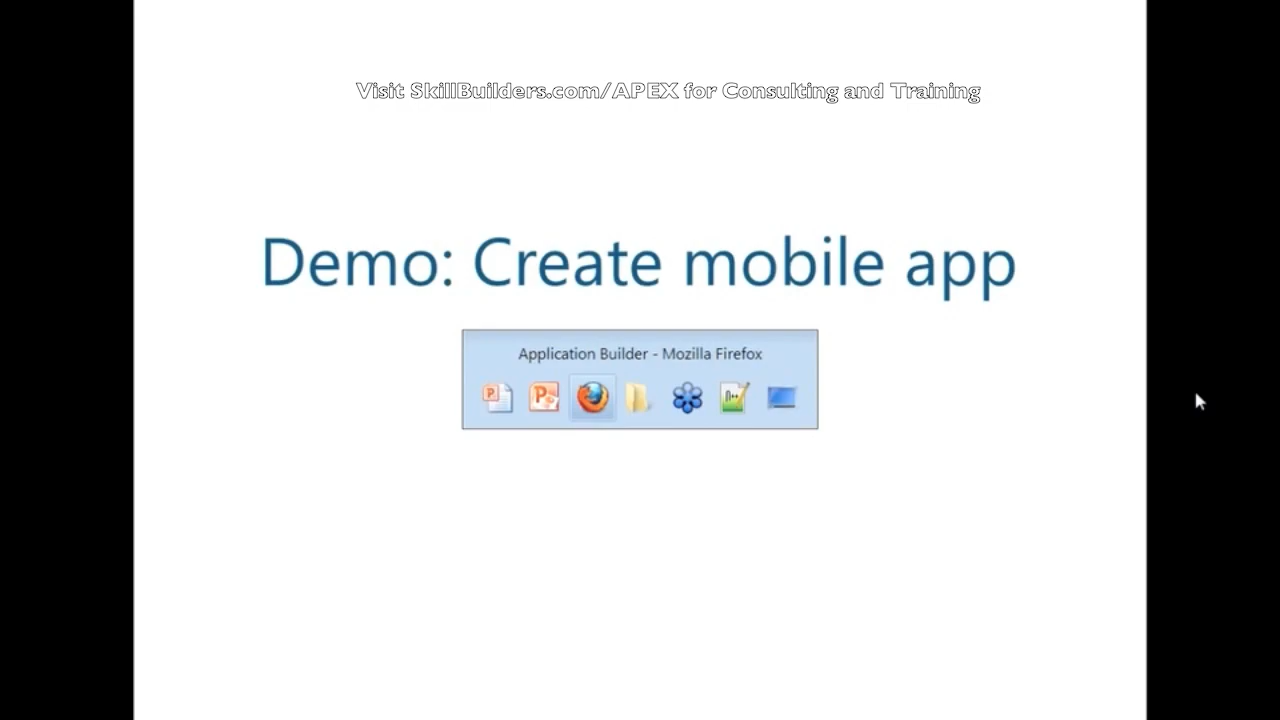 Visit SkillBuilders.com/APEX for Consulting and Training
Demo: Create mobile app
Application Builder - Mozilla Firefox